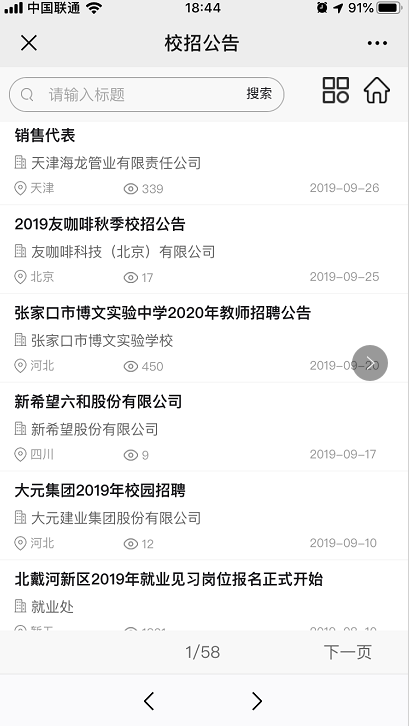 中国联通 18:44 91%
校招公告
请输入标题 搜索
销售代表
天津海龙管业有限责任公司
天津 339 2019-09-26
2019友咖啡秋季校招公告
友咖啡科技（北京）有限公司
北京 17 2019-09-25
张家口市博文实验中学2020年教师招聘公告
张家口市博文实验学校
河北 450 2019-09-20
新希望六和股份有限公司
新希望股份有限公司
四川 9 2019-09-17
大元集团2019年校园招聘
大元建业集团股份有限公司
河北 12 2019-09-10
北戴河新区2019年就业见习岗位报名正式开始
就业处
1/58 下一页